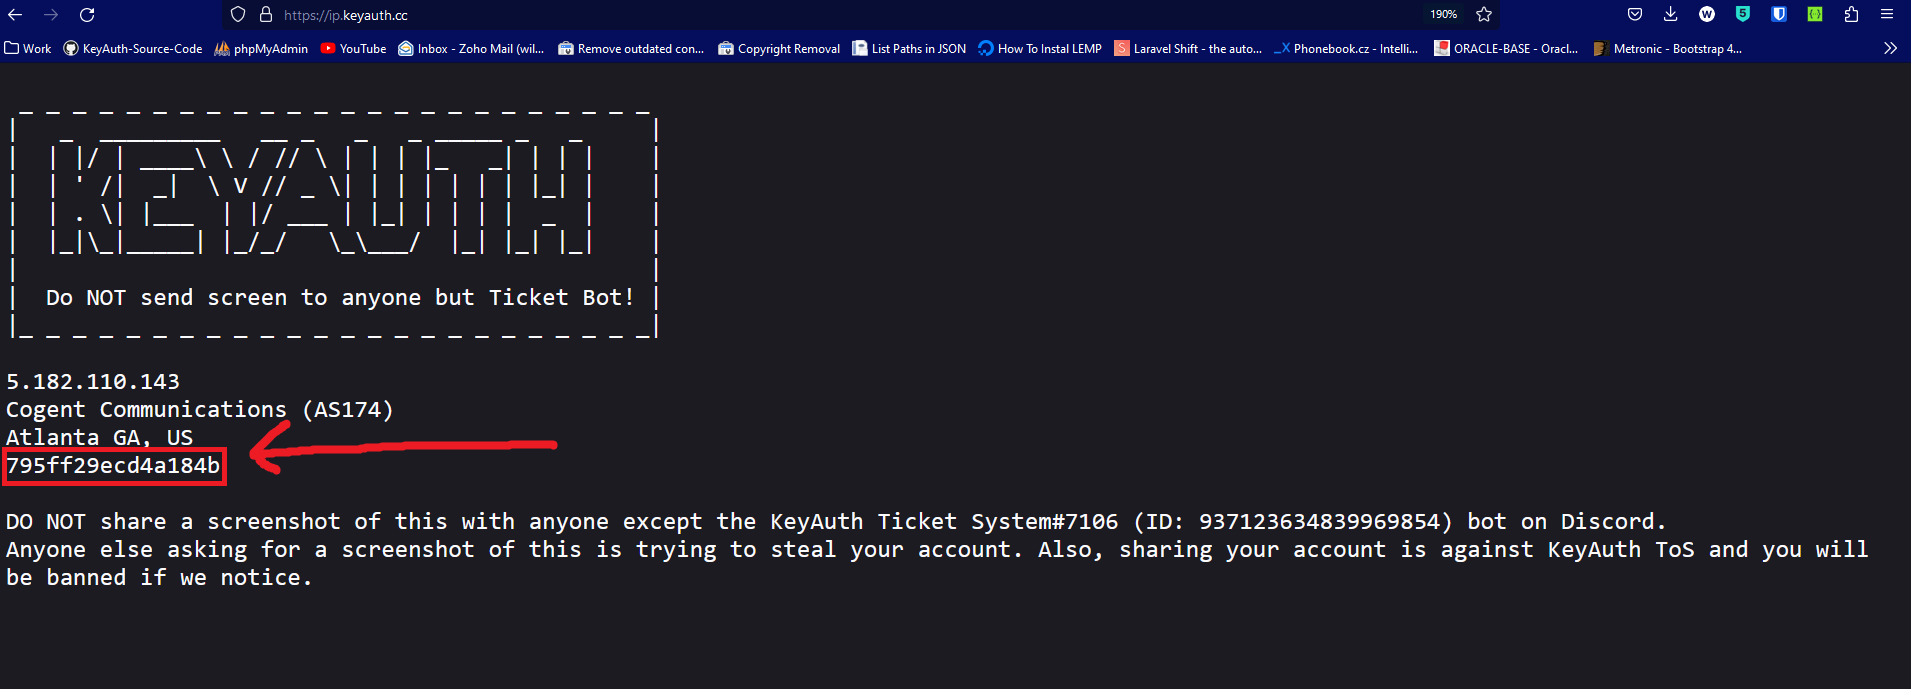 https://ip.keyauth.cc
190%
W
5
Work
KeyAuth-Source-Code
phpMyAdmin
YouTube
Inbox - Zoho Mail (wil...
Remove outdated con...
Copyright Removal
List Paths in JSON
How To Instal LEMP
S
Laravel Shift - the auto...
_X
Phonebook.cz - Intelli...
ORACLE-BASE - Oracl...
Metronic - Bootstrap 4...
KEYAUTH
Do NOT send screen to anyone but Ticket Bot!
5.182.110.143
Cogent Communications (AS174)
Atlanta GA, US
795ff29ecd4a184b
DO NOT share a screenshot of this with anyone except the KeyAuth Ticket System#7106 (ID: 937123634839969854) bot on Discord.
Anyone else asking for a screenshot of this is trying to steal your account. Also, sharing your account is against KeyAuth ToS and you will
be banned if we notice.